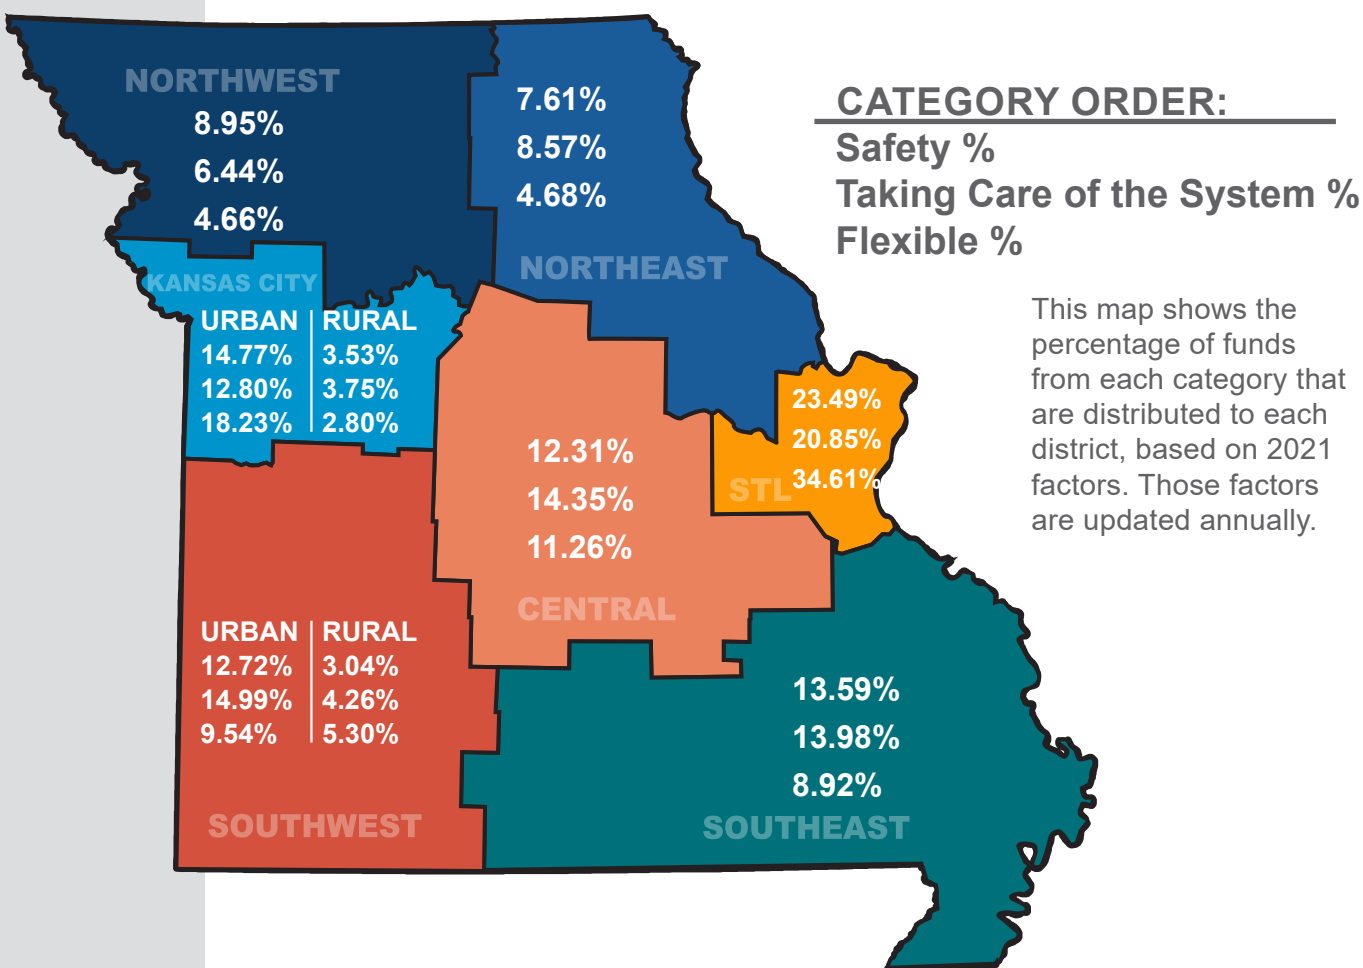 NORTHWEST
8.95%
6.44%
4.66%
7.61%
8.57%
4.68%
NORTHEAST
CATEGORY ORDER:
Safety %
Taking Care of the System %
Flexible %
This map shows the
percentage of funds
from each category that
are distributed to each
district, based on 2021
factors. Those factors
are updated annually.
KANSAS CITY
URBAN | RURAL
14.77% | 3.53%
12.80% | 3.75%
18.23% | 2.80%
23.49%
20.85%
34.61%
STL
12.31%
14.35%
11.26%
CENTRAL
URBAN | RURAL
12.72% | 3.04%
14.99% | 4.26%
9.54% | 5.30%
SOUTHWEST
13.59%
13.98%
8.92%
SOUTHEAST